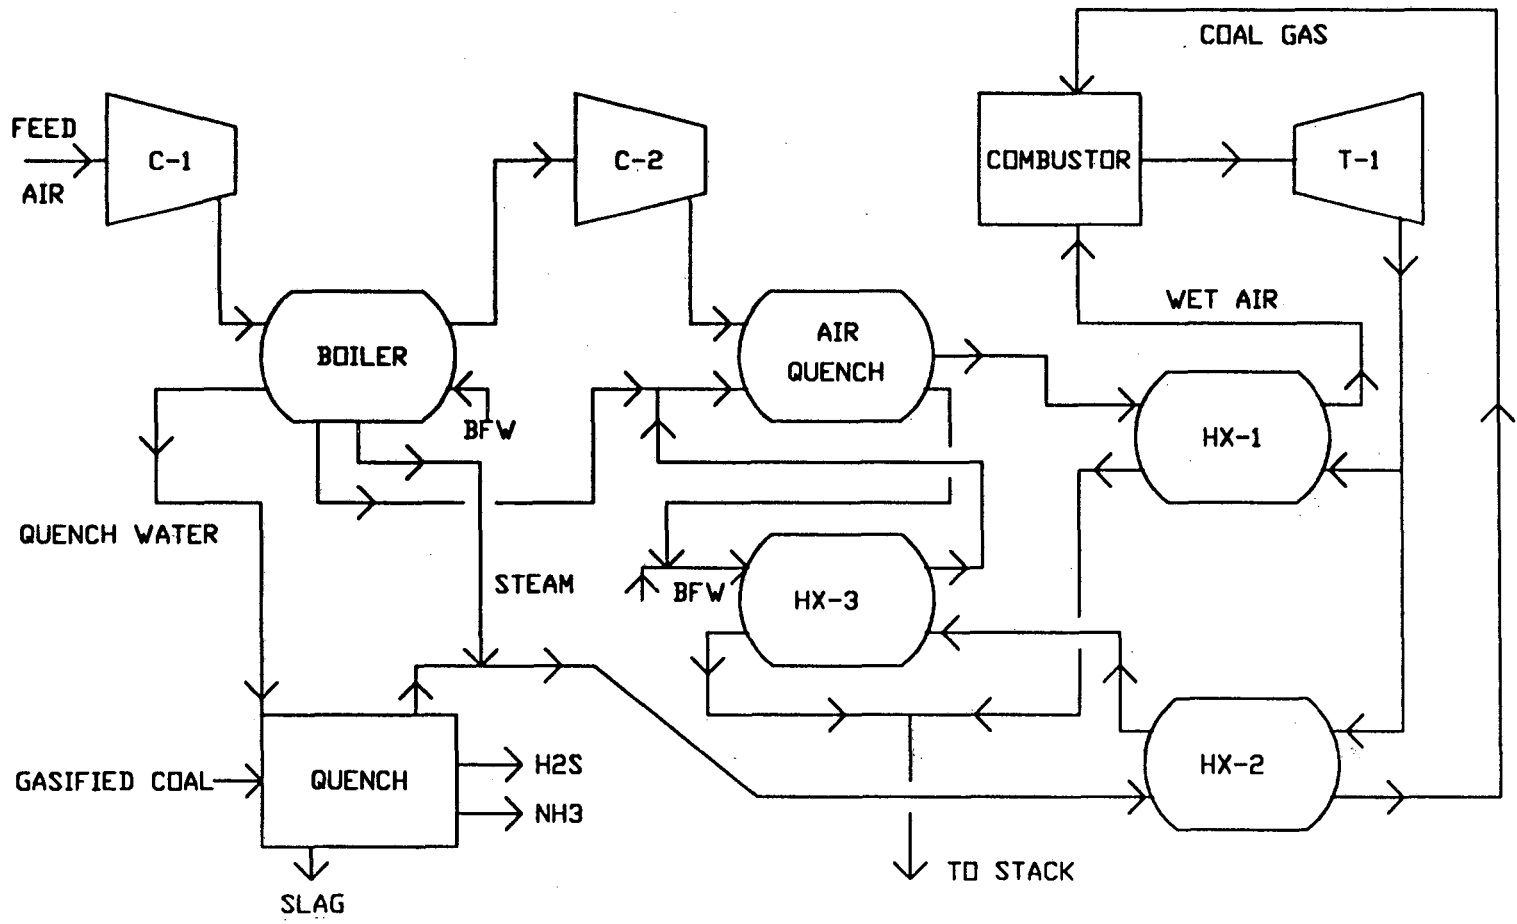 COAL GAS
FEED
AIR
C-1
C-2
COMBUSTOR
T-1
WET AIR
BOILER
AIR
QUENCH
BFW
HX-1
QUENCH WATER
STEAM
BFW
HX-3
GASIFIED COAL
QUENCH
H2S
NH3
HX-2
SLAG
TO STACK